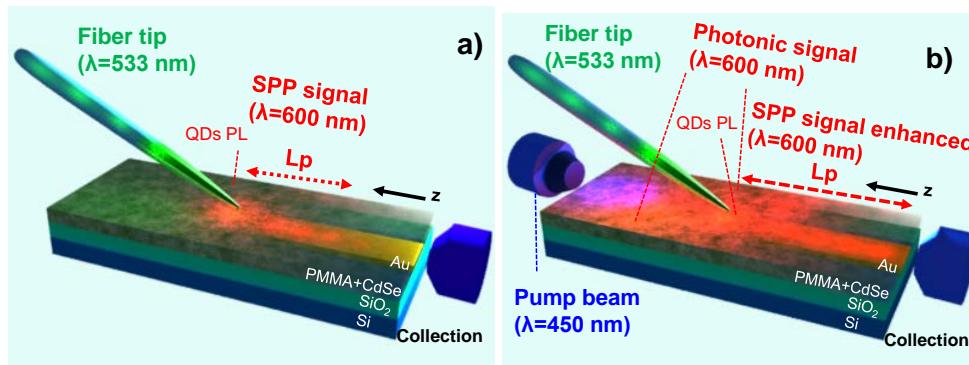 a)
Fiber tip
(λ=533 nm)
SPP signal
(λ=600 nm)
QDs PL
Lp
z
Au
PMMA+CdSe
SiO₂
Si
Collection
b)
Fiber tip
(λ=533 nm)
Photonic signal
(λ=600 nm)
QDs PL
SPP signal enhanced
(λ=600 nm)
Lp
z
Au
PMMA+CdSe
SiO₂
Si
Pump beam
(λ=450 nm)
Collection